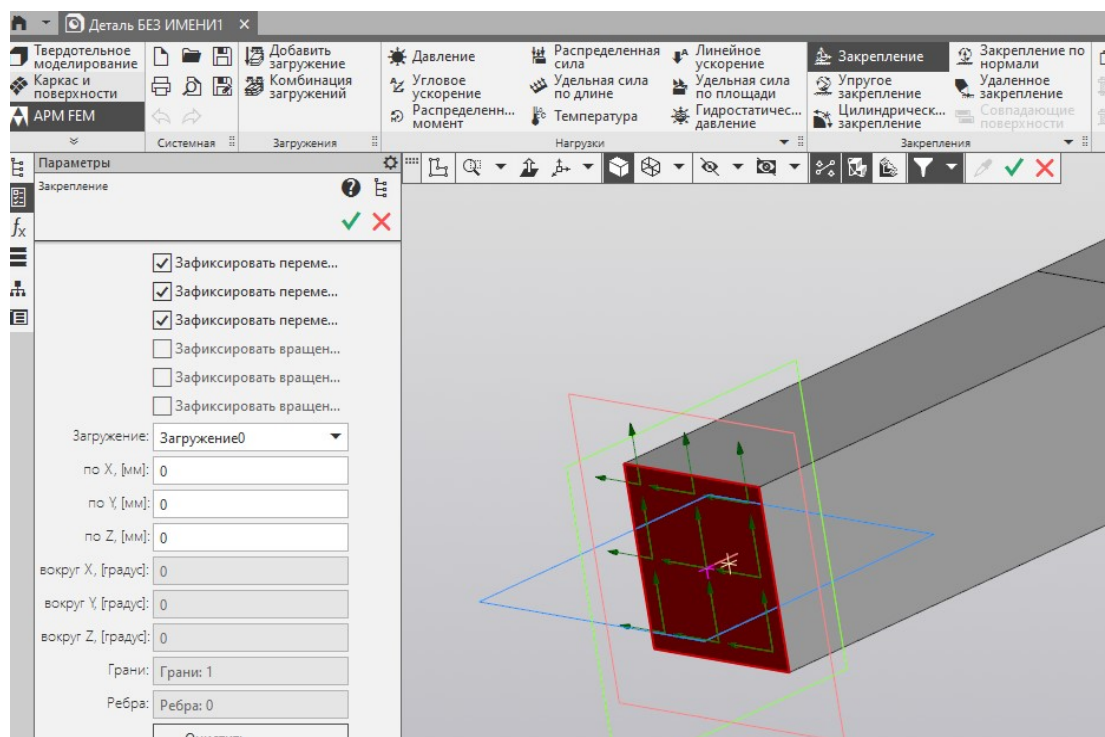 Деталь БЕЗ ИМЕНИ1
Твердотельное
моделирование
Каркас и
поверхности
APM FEM
Системная
Добавить
загружение
Комбинация
загружений
Загружения
Давление
Угловое
ускорение
Распределенн...
момент
Распределенная
сила
Удельная сила
по длине
Температура
Линейное
ускорение
Удельная сила
по площади
Гидростатичес...
давление
Нагрузки
Закрепление
Упругое
закрепление
Цилиндрическ...
закрепление
Закрепление по
нормали
Удаленное
закрепление
Совпадающие
поверхности
Закрепления
Параметры
Закрепление
Зафиксировать переме...
Зафиксировать переме...
Зафиксировать переме...
Зафиксировать вращен...
Зафиксировать вращен...
Зафиксировать вращен...
Загружение: Загружение0
по X, [мм]: 0
по Y, [мм]: 0
по Z, [мм]: 0
вокруг X, [градус]: 0
вокруг Y, [градус]: 0
вокруг Z, [градус]: 0
Грани: Грани: 1
Ребра: Ребра: 0